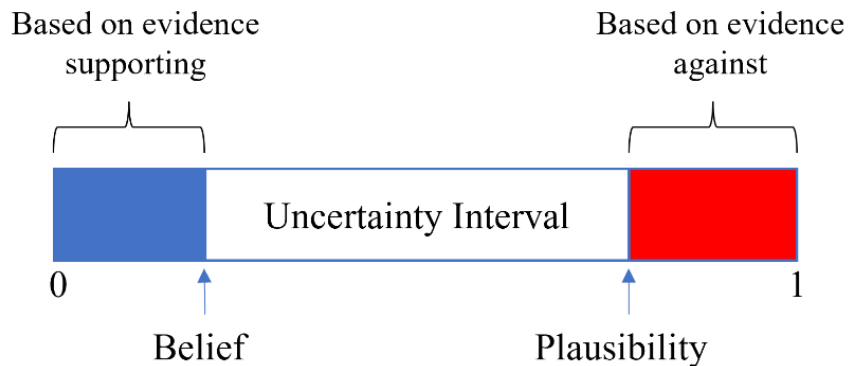 Based on evidence
supporting
Based on evidence
against
Uncertainty Interval
0
1
Belief
Plausibility